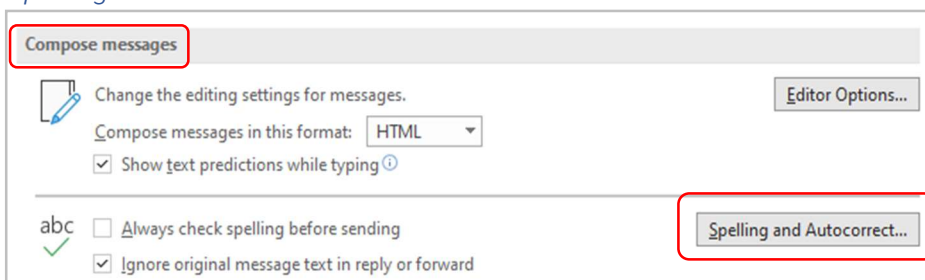 Compose messages
Change the editing settings for messages.
Editor Options...
Compose messages in this format: HTML
Show text predictions while typing
abc
Always check spelling before sending
Spelling and Autocorrect...
Ignore original message text in reply or forward